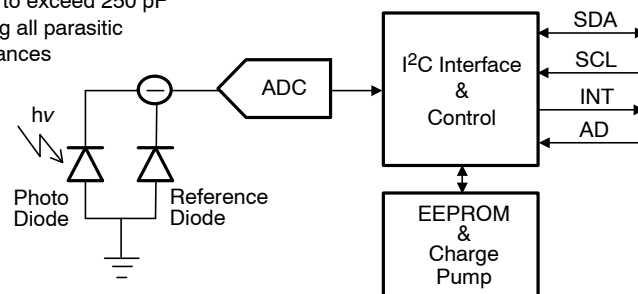 to exceed 250 pF
g all parasitic
ances
hv
Photo
Diode
Reference
Diode
−
ADC
I²C Interface
&
Control
SDA
SCL
INT
AD
EEPROM
&
Charge
Pump